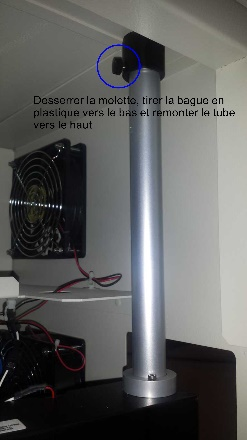 Desserrer la molette, tirer la bague en
plastique vers le bas et remonter le tube
vers le haut